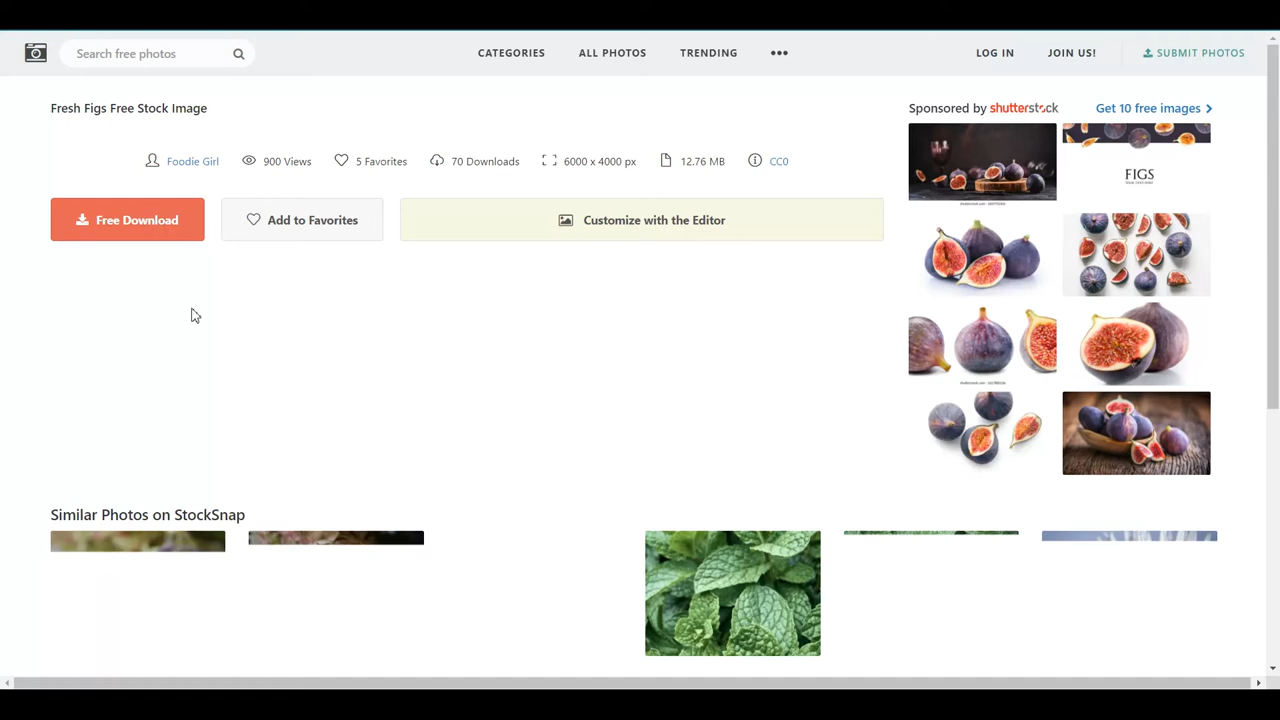 Search free photos
CATEGORIES
ALL PHOTOS
TRENDING
•••
LOG IN
JOIN US!
SUBMIT PHOTOS
Fresh Figs Free Stock Image
Foodie Girl
900 Views
5 Favorites
70 Downloads
6000 x 4000 px
12.76 MB
CC0
Free Download
Add to Favorites
Customize with the Editor
Sponsored by shutterstock
Get 10 free images
FIGS
Similar Photos on StockSnap